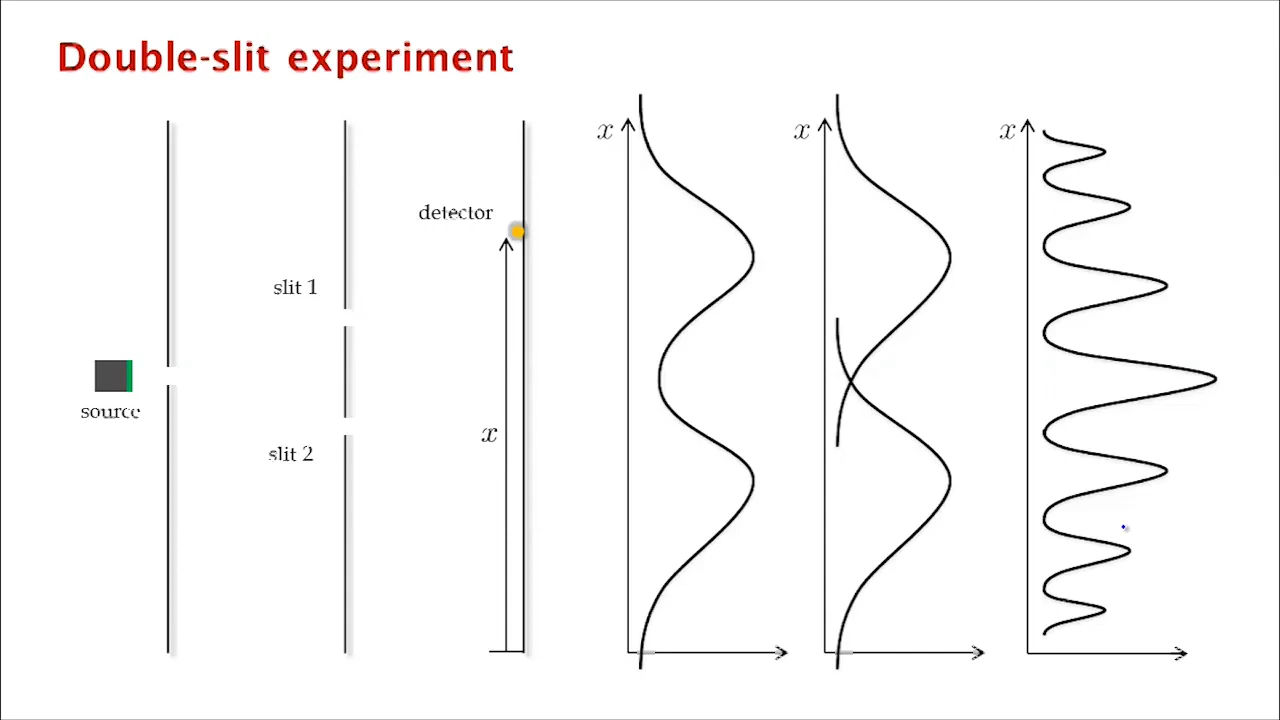 Double-slit experiment
x
x
x
detector
slit 1
source
x
slit 2